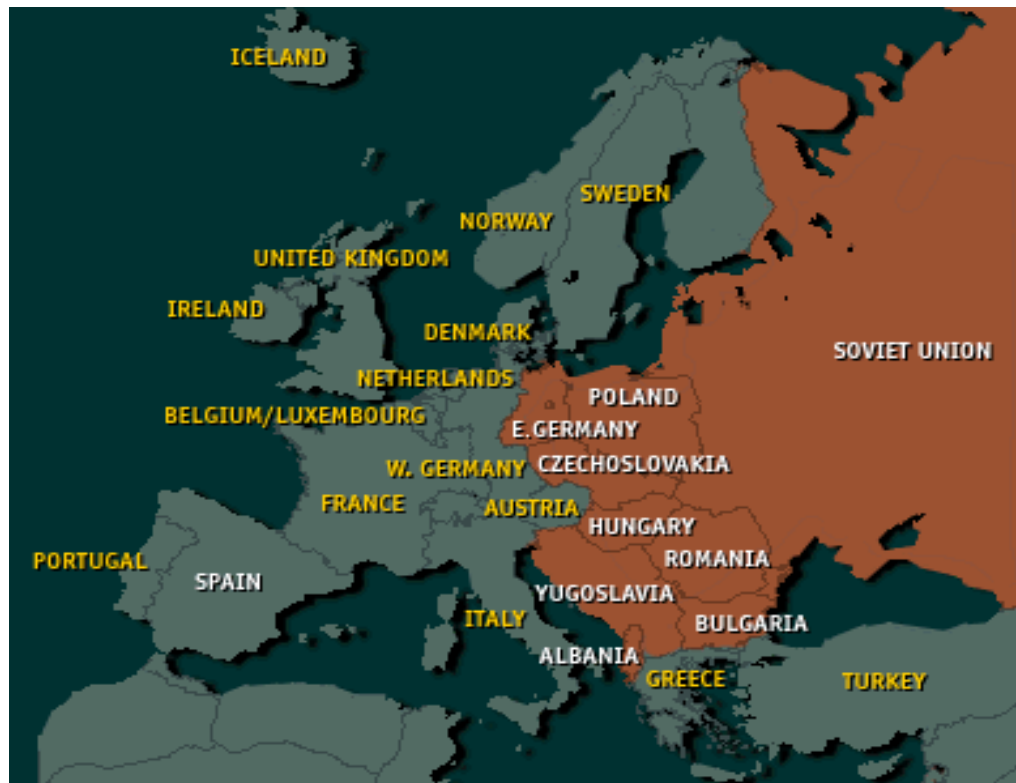 ICELAND
SWEDEN
NORWAY
UNITED KINGDOM
IRELAND
DENMARK
SOVIET UNION
NETHERLANDS
POLAND
BELGIUM/LUXEMBOURG
E.GERMANY
W. GERMANY
CZECHOSLOVAKIA
FRANCE
AUSTRIA
HUNGARY
PORTUGAL
ROMANIA
SPAIN
YUGOSLAVIA
ITALY
BULGARIA
ALBANIA
GREECE
TURKEY